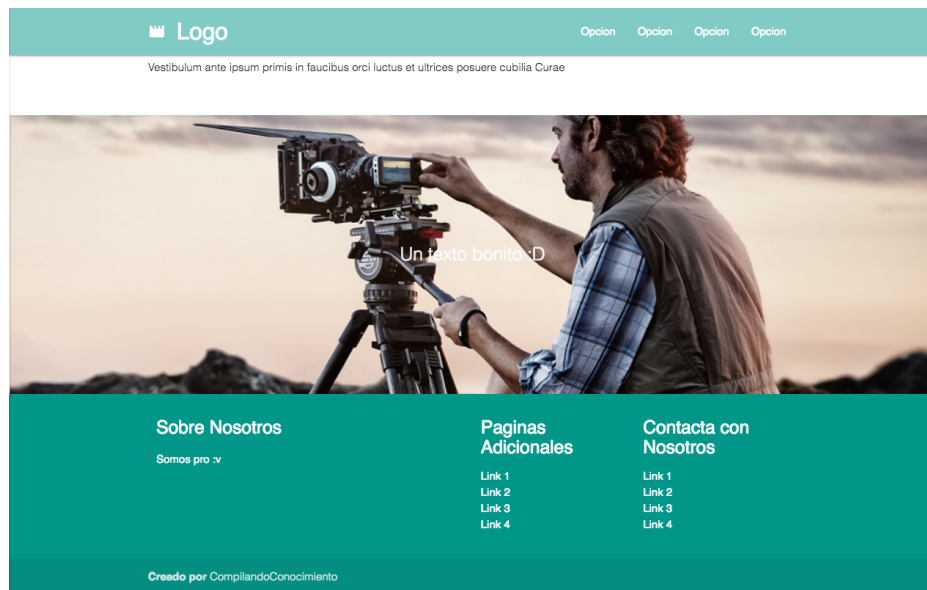 Logo
Opcion Opcion Opcion Opcion
Vestibulum ante ipsum primis in faucibus orci luctus et ultrices posuere cubilia Curae
Un texto bonito :D
Sobre Nosotros
Somos pro :v
Paginas
Adicionales
Link 1
Link 2
Link 3
Link 4
Contacta con
Nosotros
Link 1
Link 2
Link 3
Link 4
Creado por CompilandoConocimiento